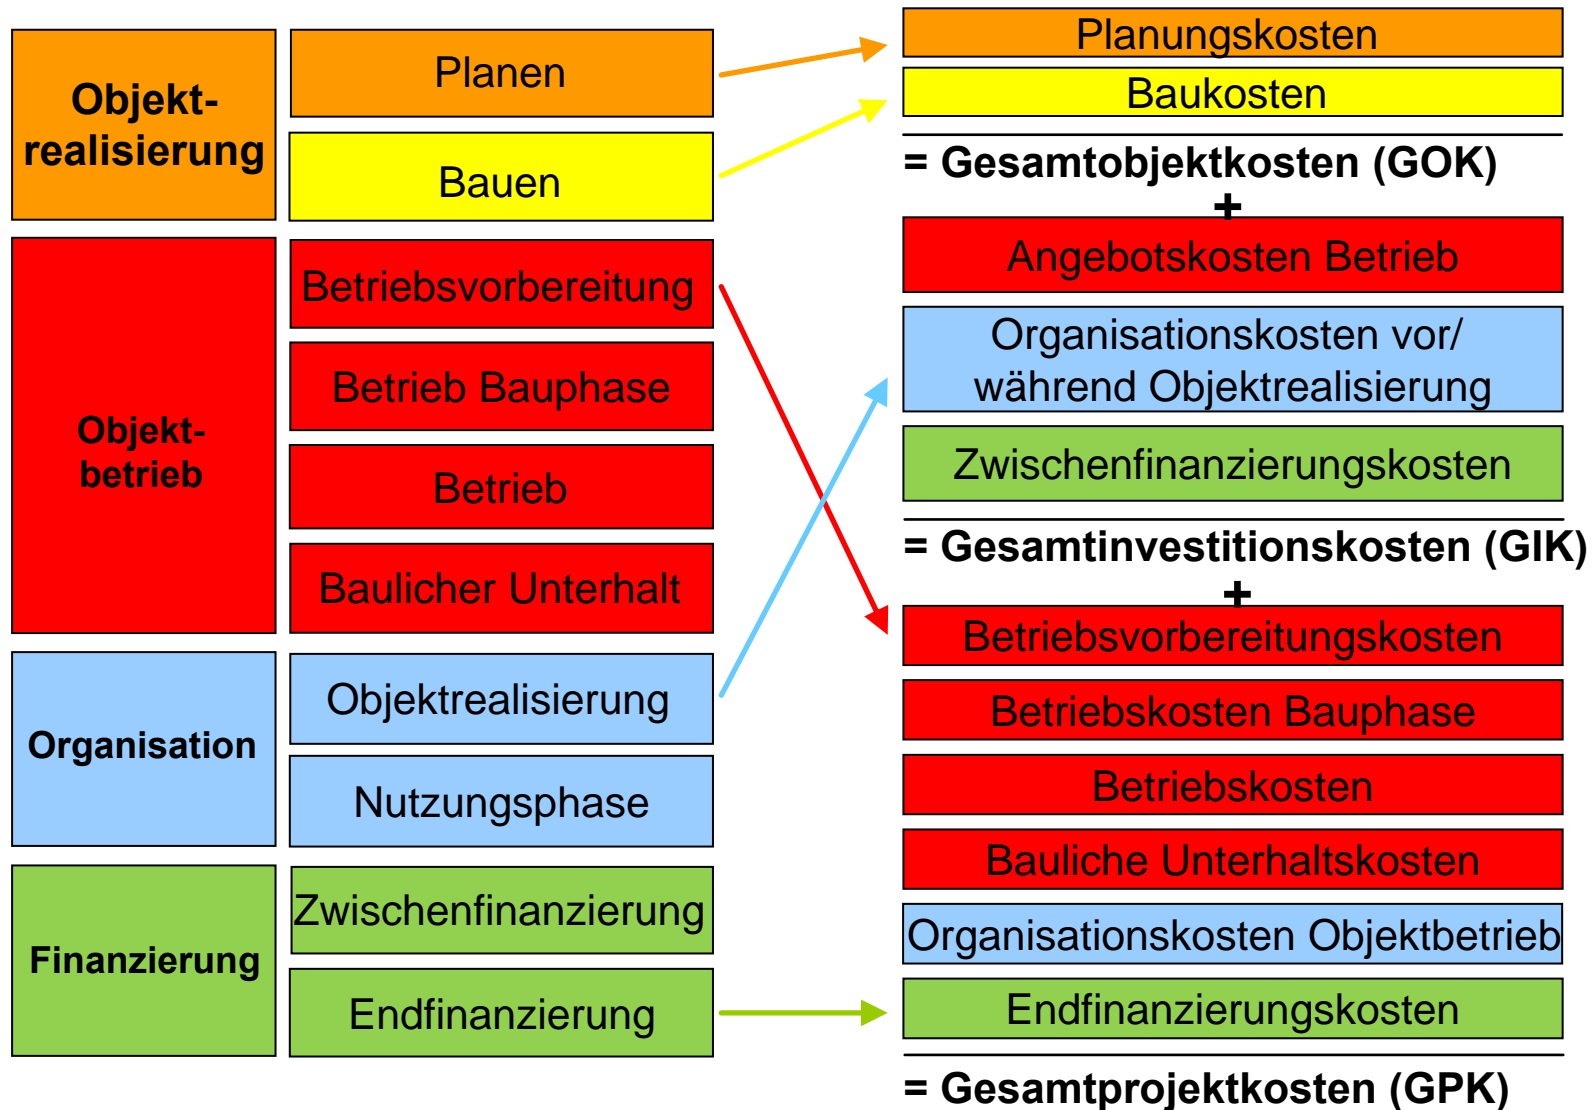 Objekt-
realisierung
Planen
Bauen
Objekt-
betrieb
Betriebsvorbereitung
Betrieb Bauphase
Betrieb
Baulicher Unterhalt
Organisation
Objektrealisierung
Nutzungsphase
Finanzierung
Zwischenfinanzierung
Endfinanzierung
Planungskosten
Baukosten
= Gesamtobjektkosten (GOK)
+
Angebotskosten Betrieb
Organisationskosten vor/
während Objektrealisierung
Zwischenfinanzierungskosten
= Gesamtinvestitionskosten (GIK)
+
Betriebsvorbereitungskosten
Betriebskosten Bauphase
Betriebskosten
Bauliche Unterhaltskosten
Organisationskosten Objektbetrieb
Endfinanzierungskosten
= Gesamtprojektkosten (GPK)